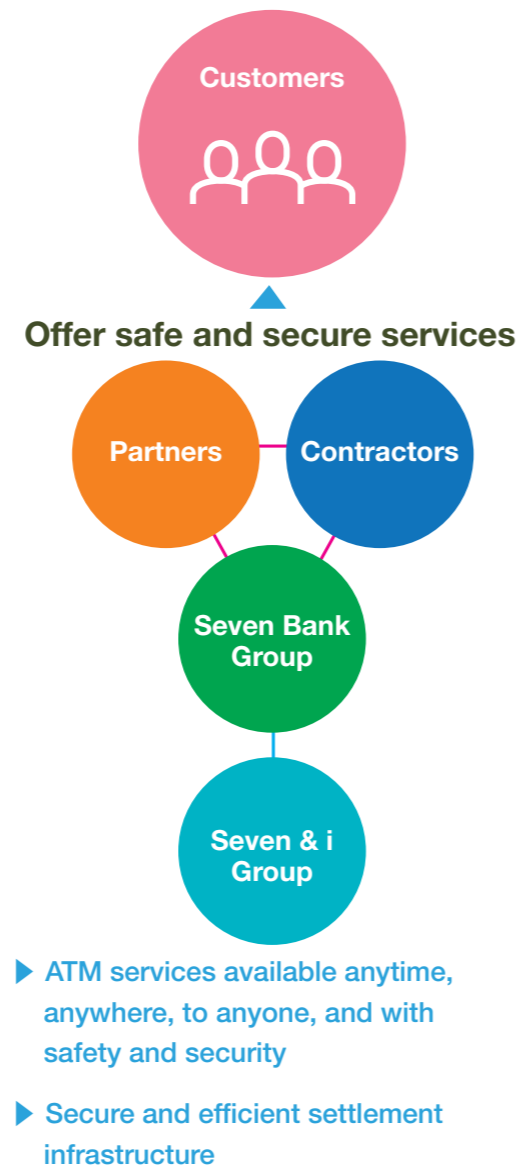 Customers
Offer safe and secure services
Partners
Contractors
Seven Bank
Group
Seven & i
Group
ATM services available anytime,
anywhere, to anyone, and with
safety and security
Secure and efficient settlement
infrastructure